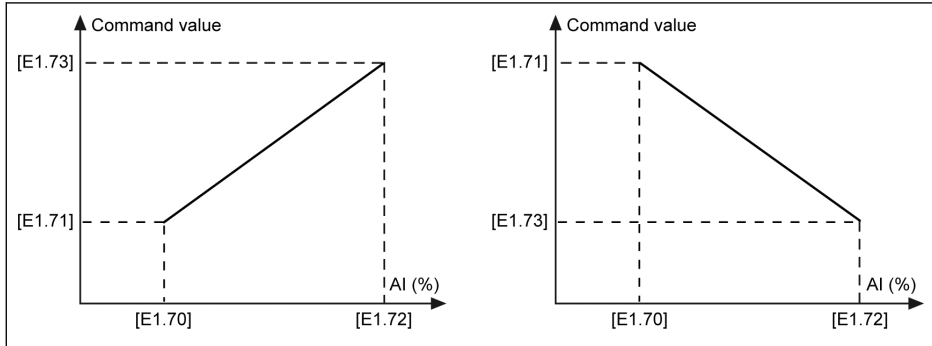 Command value
[E1.73]
[E1.71]
AI (%)
[E1.70]
[E1.72]
Command value
[E1.71]
[E1.73]
AI (%)
[E1.70]
[E1.72]